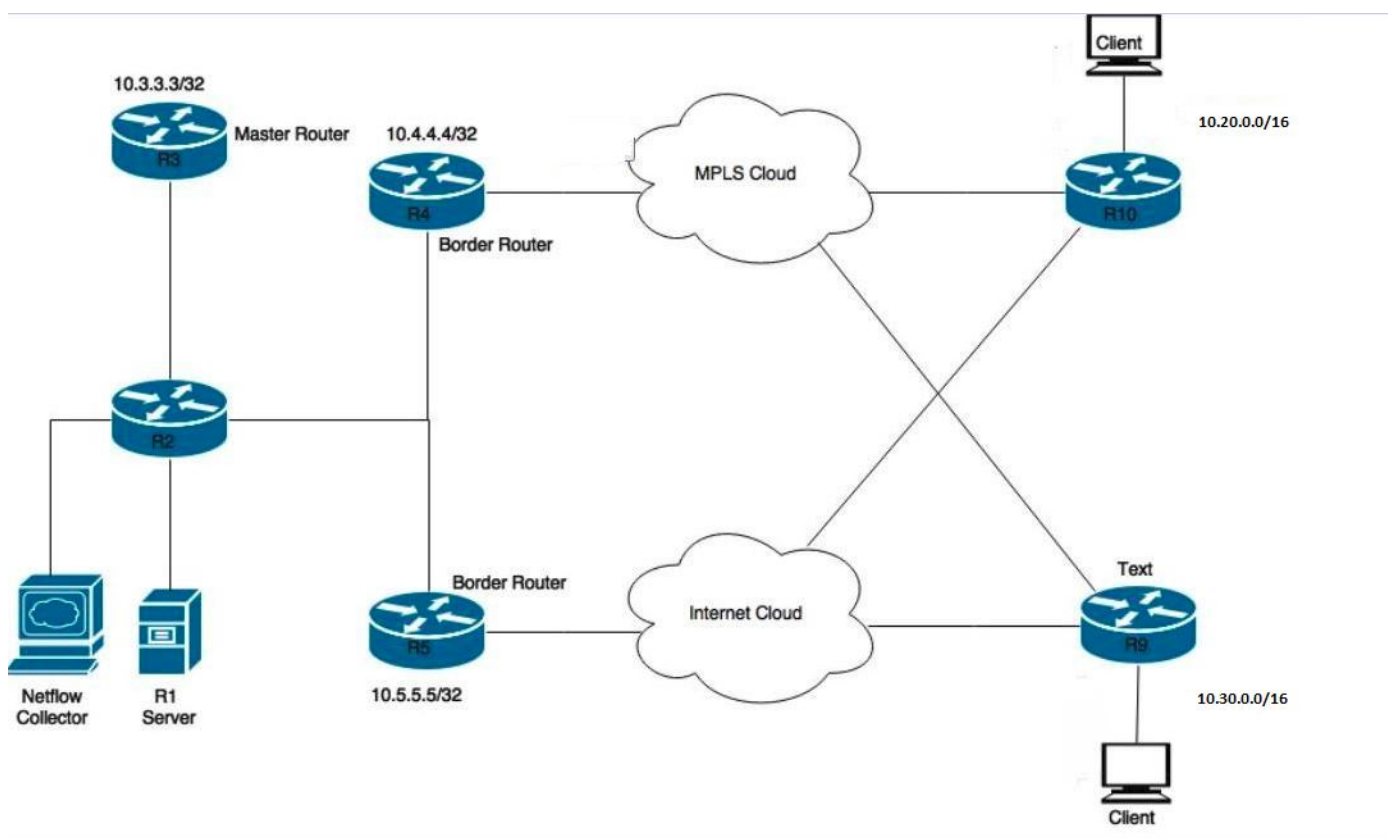 Client
10.3.3.3/32
10.20.0.0/16
Master Router
10.4.4.4/32
R3
MPLS Cloud
R4
R10
Border Router
R2
Text
Border Router
Internet Cloud
R5
R9
Netflow
Collector
R1
Server
10.5.5.5/32
10.30.0.0/16
Client